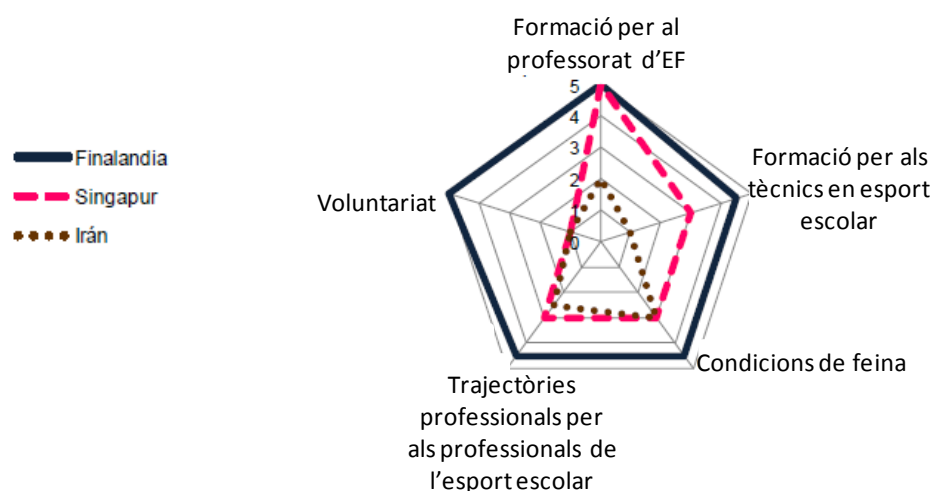 Formació per al
professorat d’EF
5
4
3
2
1
0
Finalandia
Singapur
Irán
Formació per als
tècnics en esport
escolar
Voluntariat
Condicions de feina
Trajectòries
professionals per
als professionals de
l’esport escolar